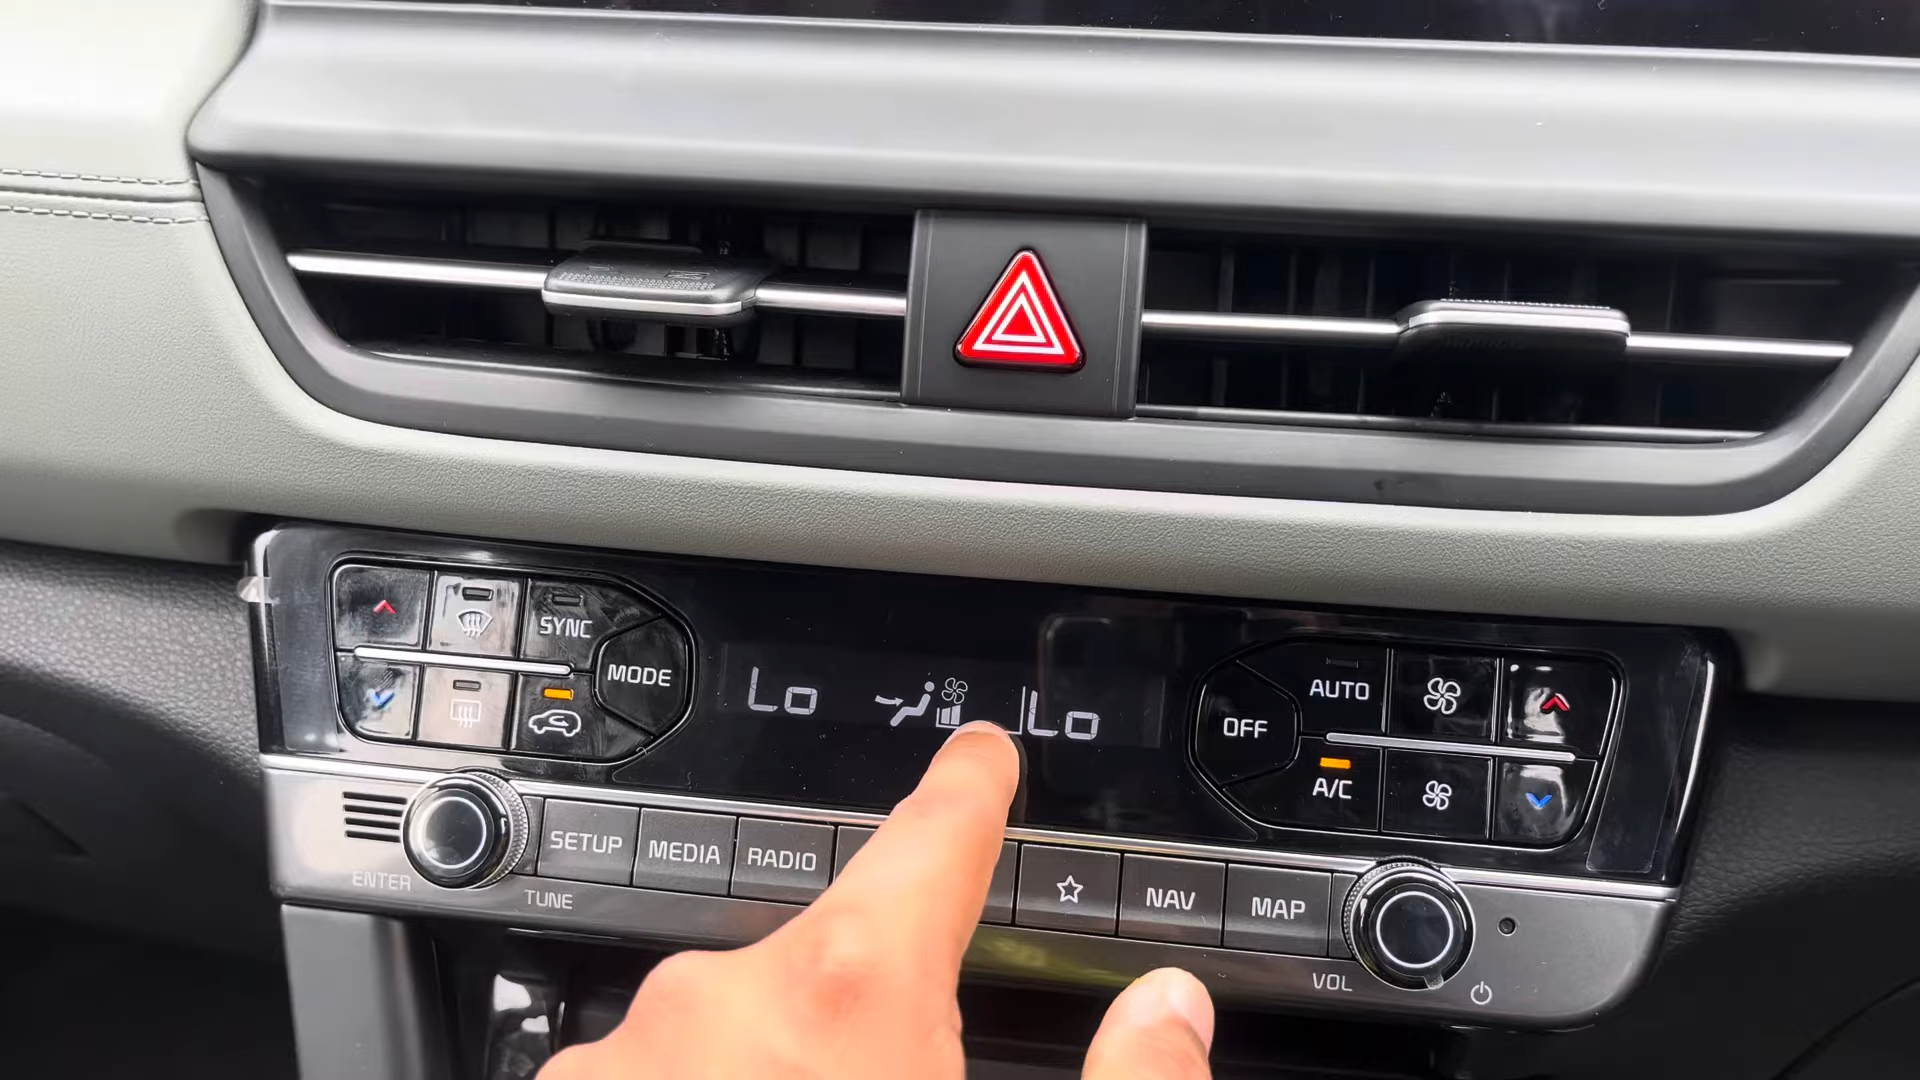 SYNC
MODE
Lo
Lo
OFF
AUTO
A/C
SETUP
MEDIA
RADIO
NAV
MAP
ENTER
TUNE
VOL